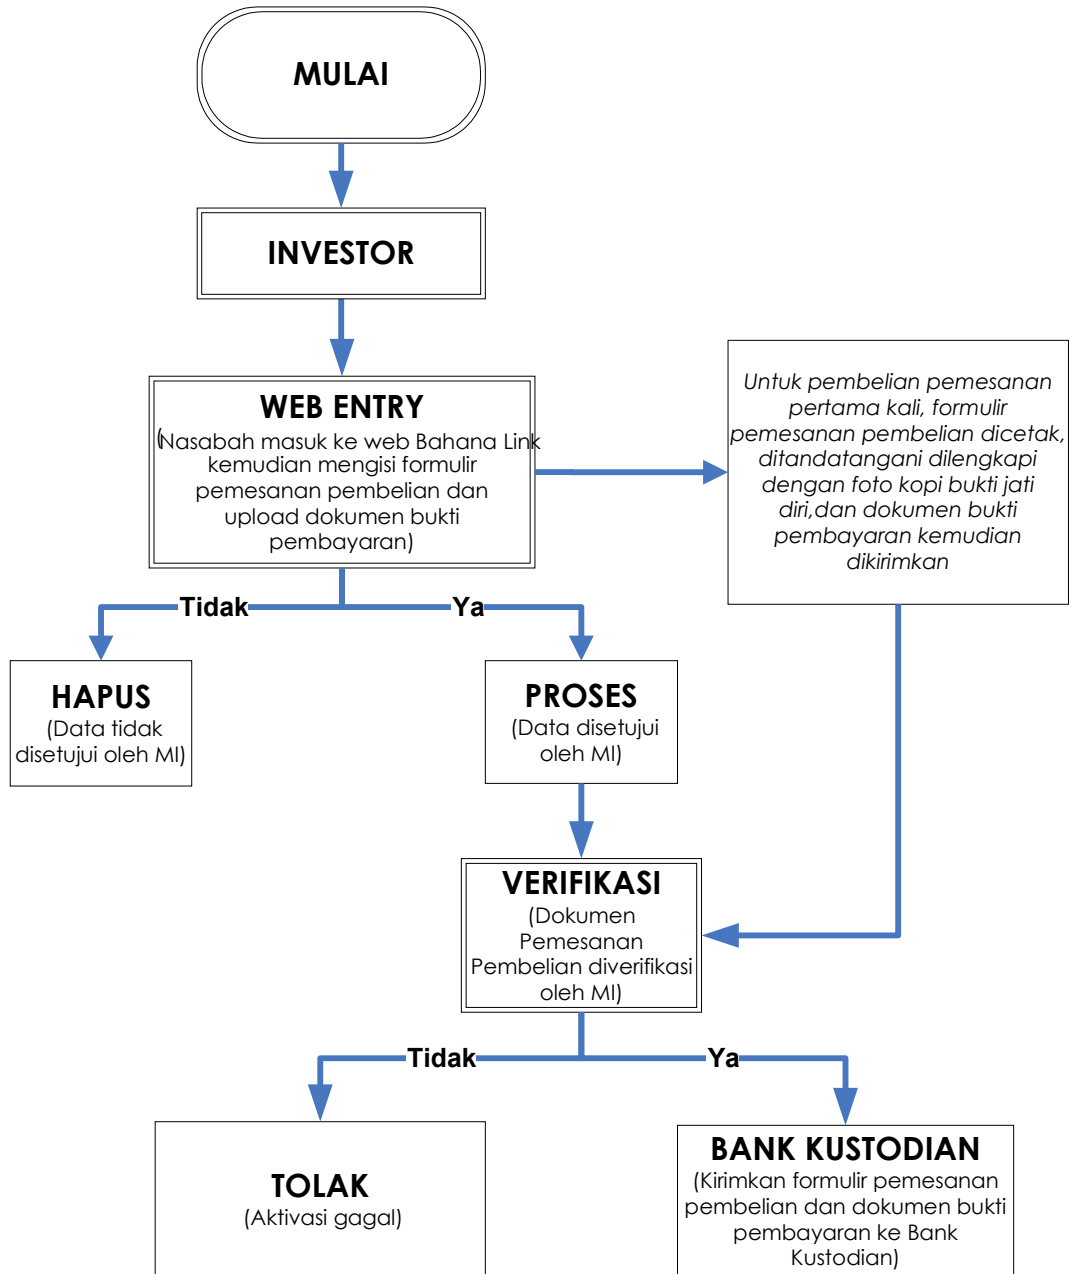 MULAI
INVESTOR
WEB ENTRY
(Nasabah masuk ke web Bahana Link
kemudian mengisi formulir
pemesanan pembelian dan
upload dokumen bukti
pembayaran)
Untuk pembelian pemesanan
pertama kali, formulir
pemesanan pembelian dicetak,
ditandatangani dilengkapi
dengan foto kopi bukti jati
diri,dan dokumen bukti
pembayaran kemudian
dikirimkan
Tidak
Ya
HAPUS
(Data tidak
disetujui oleh MI)
PROSES
(Data disetujui
oleh MI)
VERIFIKASI
(Dokumen
Pemesanan
Pembelian diverifikasi
oleh MI)
Tidak
Ya
TOLAK
(Aktivasi gagal)
BANK KUSTODIAN
(Kirimkan formulir pemesanan
pembelian dan dokumen bukti
pembayaran ke Bank
Kustodian)